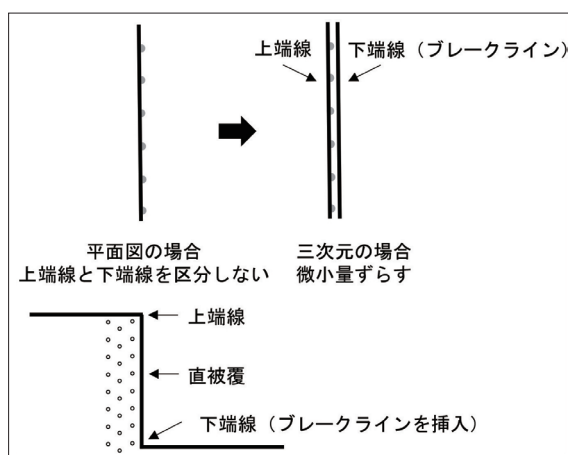 上端線 下端線（ブレークライン）
平面図の場合
上端線と下端線を区分しない
三次元の場合
微小量ずらす
上端線
直被覆
下端線（ブレークラインを挿入）